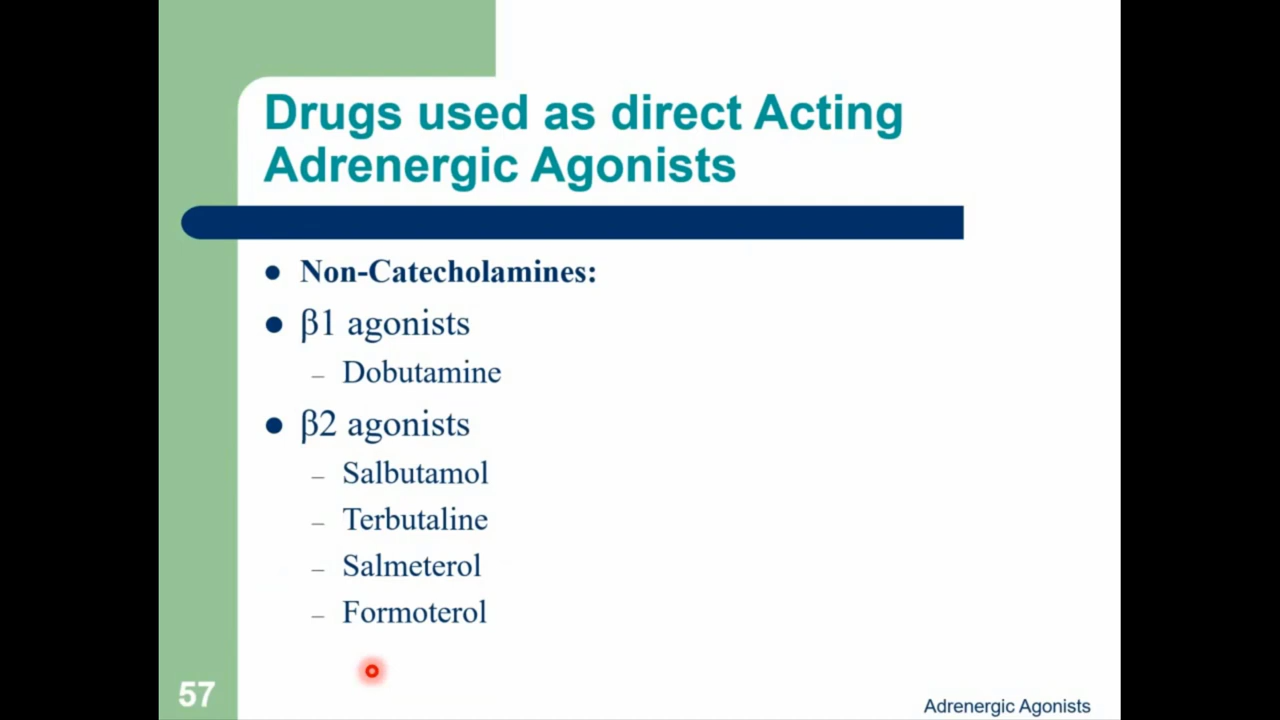 Drugs used as direct Acting
Adrenergic Agonists
● Non-Catecholamines:
● β1 agonists
– Dobutamine
● β2 agonists
– Salbutamol
– Terbutaline
– Salmeterol
– Formoterol
57
Adrenergic Agonists